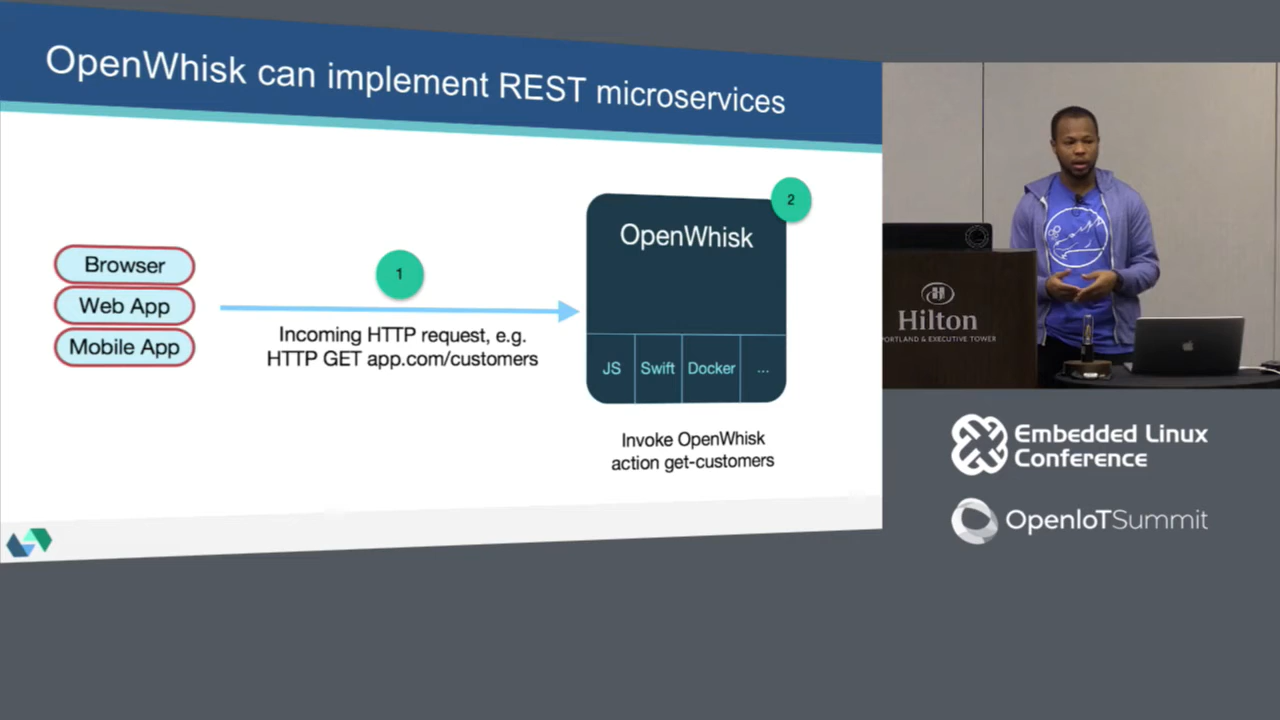 OpenWhisk can implement REST microservices
Browser
Web App
Mobile App
1
Incoming HTTP request, e.g.
HTTP GET app.com/customers
2
OpenWhisk
JS Swift Docker ...
Invoke OpenWhisk
action get-customers
Hilton
PORTLAND & EXECUTIVE TOWER
Embedded Linux
Conference
OpenIoTSummit